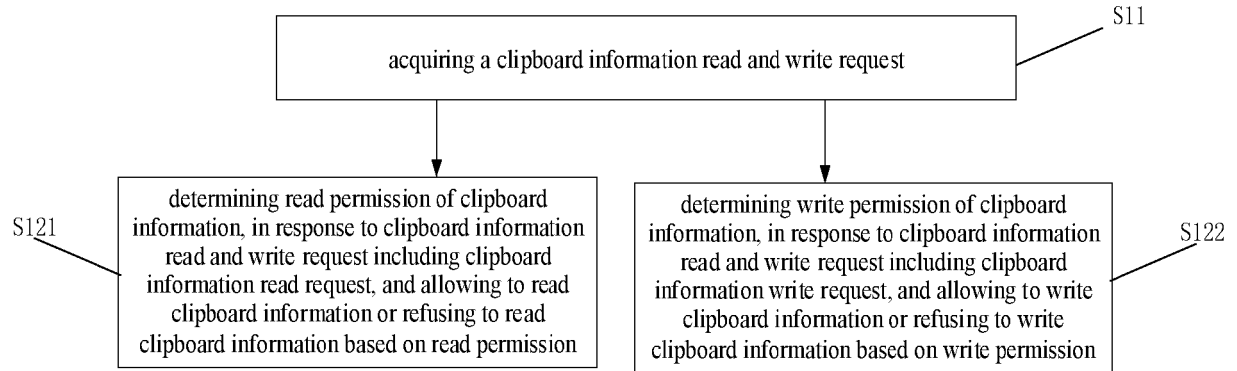 S11
acquiring a clipboard information read and write request
S121
determining read permission of clipboard
information, in response to clipboard information
read and write request including clipboard
information read request, and allowing to read
clipboard information or refusing to read
clipboard information based on read permission
determining write permission of clipboard
information, in response to clipboard information
read and write request including clipboard
information write request, and allowing to write
clipboard information or refusing to write
clipboard information based on write permission
S122